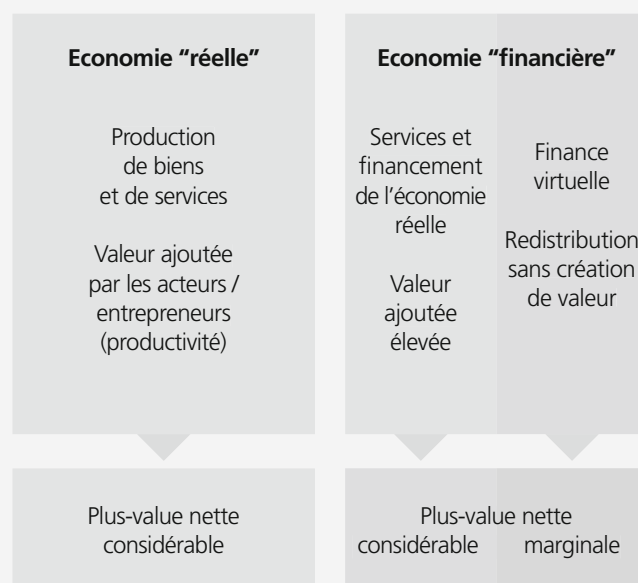 Economie “réelle”
Production
de biens
et de services
Valeur ajoutée
par les acteurs /
entrepreneurs
(productivité)
Plus-value nette
considérable
Economie “financière”
Services et
financement
de l’économie
réelle
Valeur
ajoutée
élevée
Finance
virtuelle
Redistribution
sans création
de valeur
Plus-value nette
considérable marginale